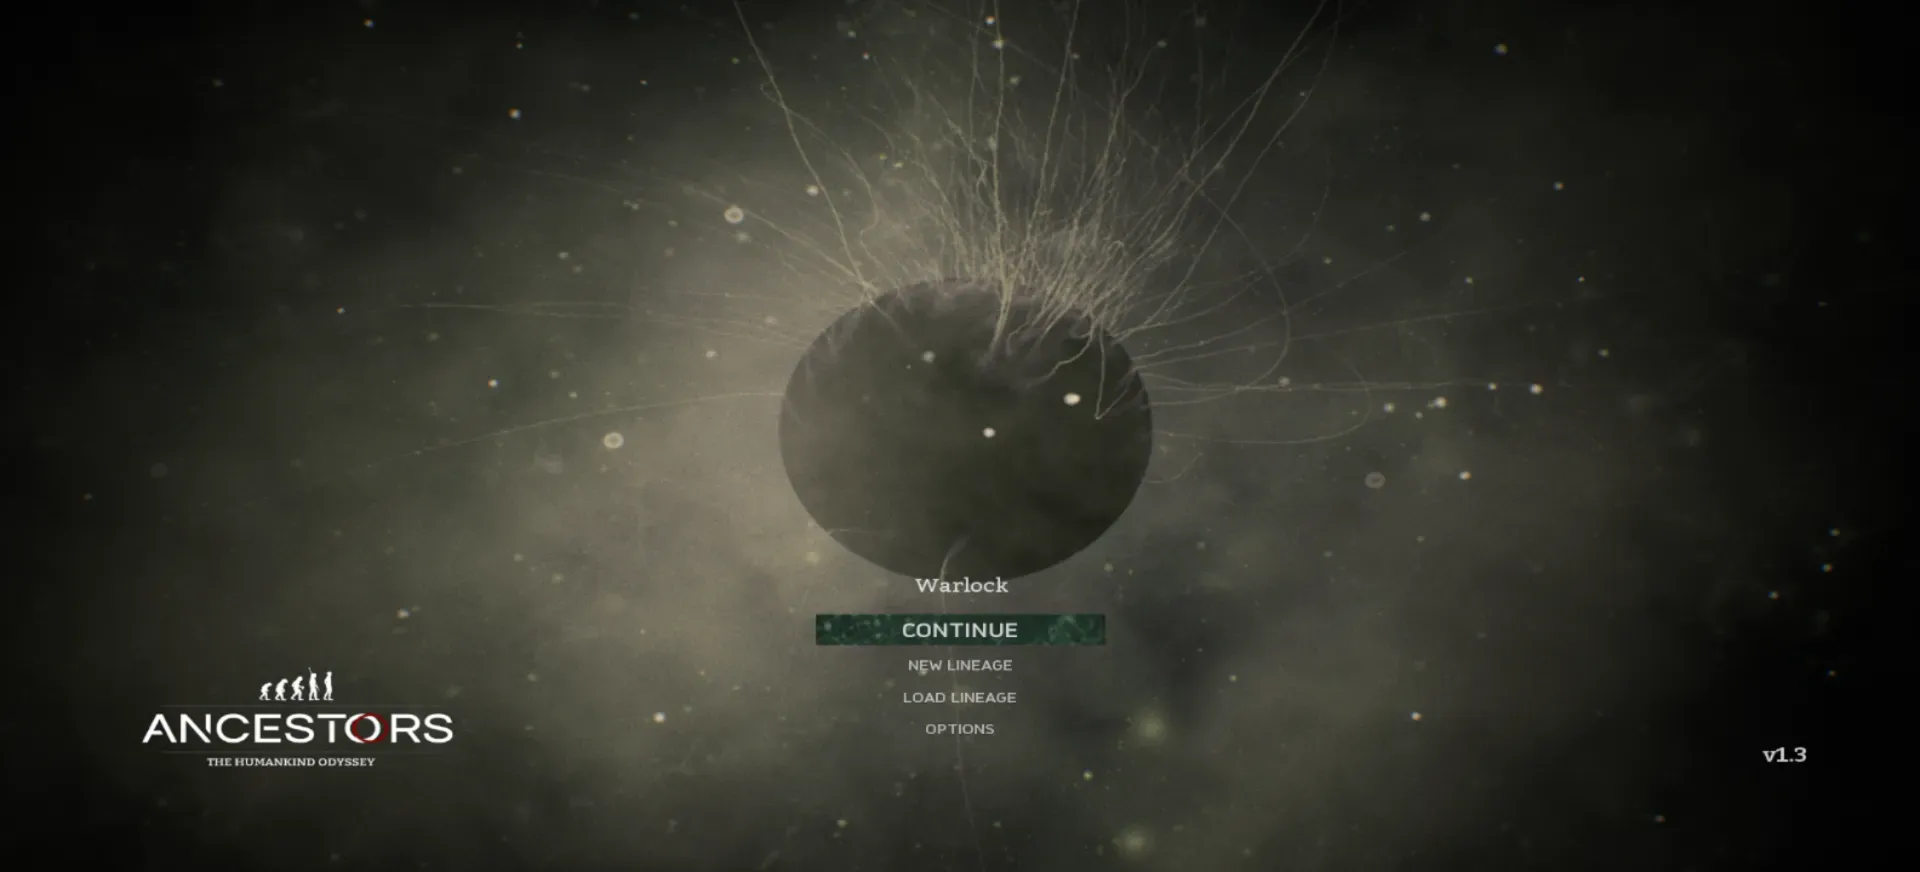 Warlock
CONTINUE
NEW LINEAGE
LOAD LINEAGE
OPTIONS
ANCESTORS
THE HUMANKIND ODYSSEY
v1.3